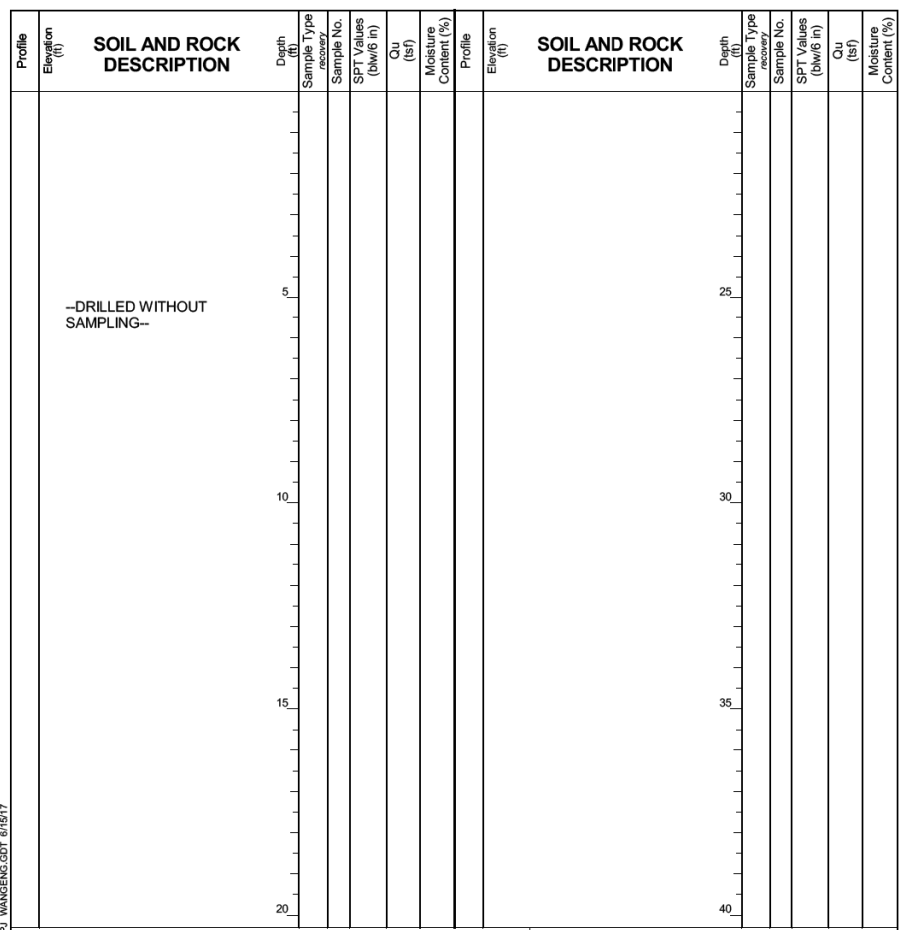 Profile
Elevation
(ft)
SOIL AND ROCK
DESCRIPTION
Depth
(ft)
Sample Type
recovery
Sample No.
SPT Values
(blw/6 in)
Qu
(tsf)
Moisture
Content (%)
Profile
Elevation
(ft)
SOIL AND ROCK
DESCRIPTION
Depth
(ft)
Sample Type
recovery
Sample No.
SPT Values
(blw/6 in)
Qu
(tsf)
Moisture
Content (%)
5
--DRILLED WITHOUT
SAMPLING--
10
15
20
25
30
35
40
WANGENG.GDT 6/15/17